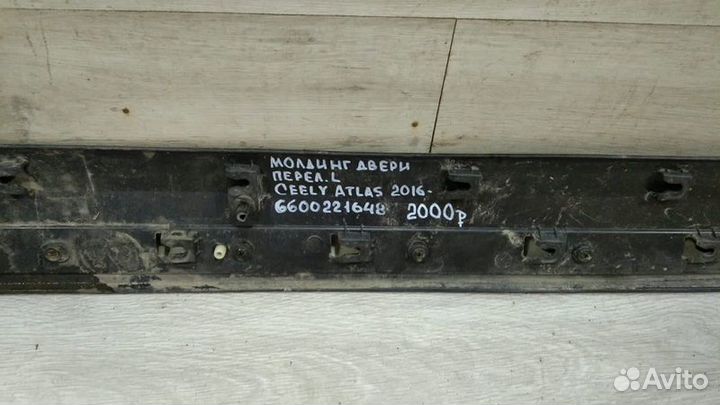 МОЛДИНГ ДВЕРИ
ПЕРЕД. L
GEELY ATLAS 2016-
6600221648 2000р
Avito